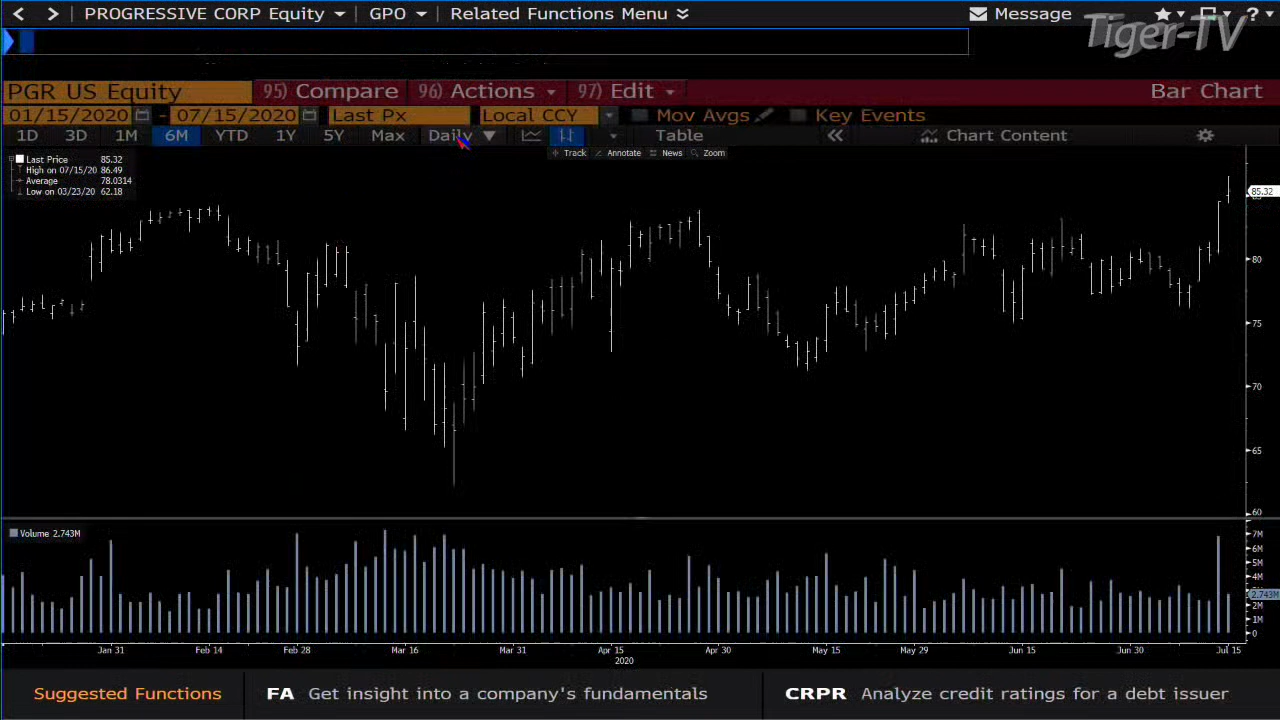 PROGRESSIVE CORP Equity GPO Related Functions Menu Message ?
Tiger-TV
PGR US Equity 95) Compare 96) Actions 97) Edit Bar Chart
01/15/2020 - 07/15/2020 Last Px Local CCY Mov Avgs Key Events
1D 3D 1M 6M YTD 1Y 5Y Max Daily Table Chart Content
Track Annotate News Zoom
Last Price 85.32
High on 07/15/20 86.49
Average 78.0314
Low on 03/23/20 62.18
85.32
85
80
75
70
65
60
Volume 2.743M
7M
6M
5M
4M
2.743M
2M
1M
0
Jan 31 Feb 14 Feb 28 Mar 16 Mar 31 Apr 15 Apr 30 May 15 May 29 Jun 15 Jun 30 Jul 15
2020
Suggested Functions FA Get insight into a company's fundamentals CRPR Analyze credit ratings for a debt issuer